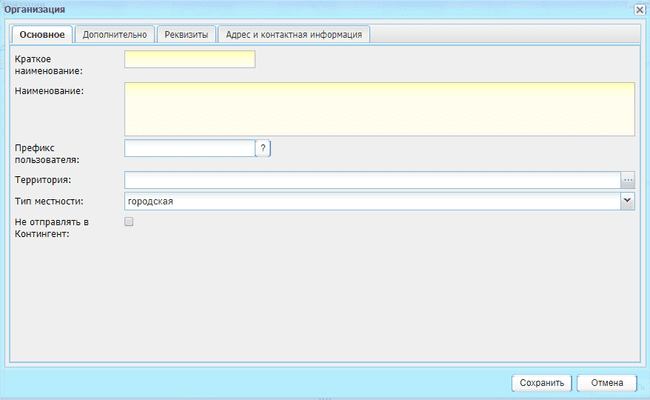 Организация
Основное Дополнительно Реквизиты Адрес и контактная информация
Краткое
наименование:
Наименование:
Префикс
пользователя:
?
Территория:
...
Тип местности:
городская
Не отправлять в
Контингент:
Сохранить Отмена